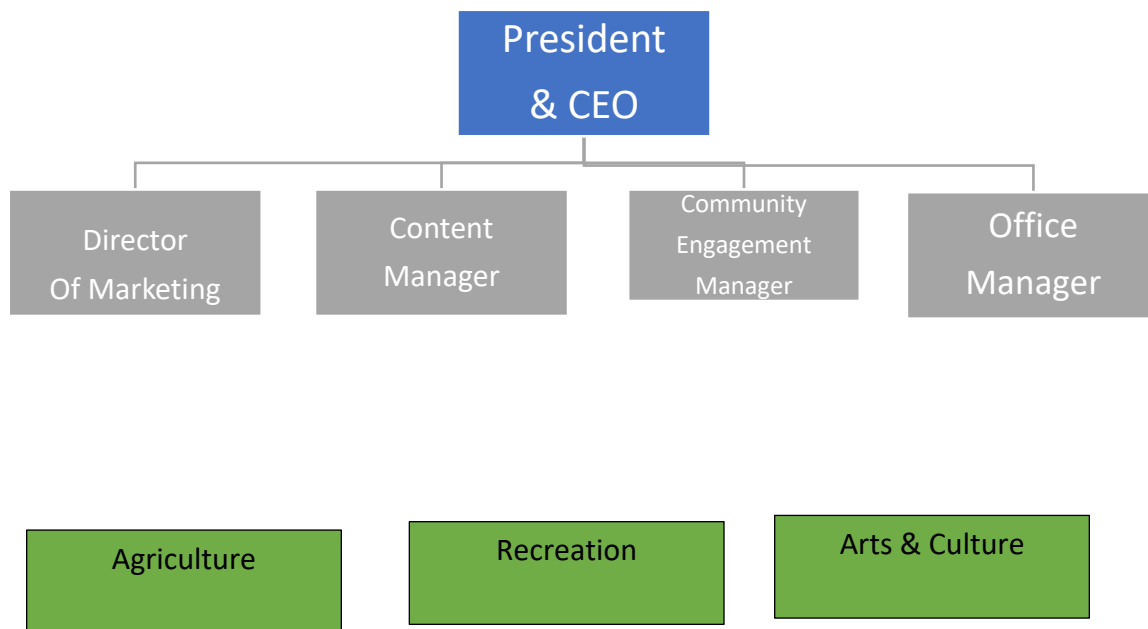 President
& CEO
Director
Of Marketing
Content
Manager
Community
Engagement
Manager
Office
Manager
Agriculture
Recreation
Arts & Culture